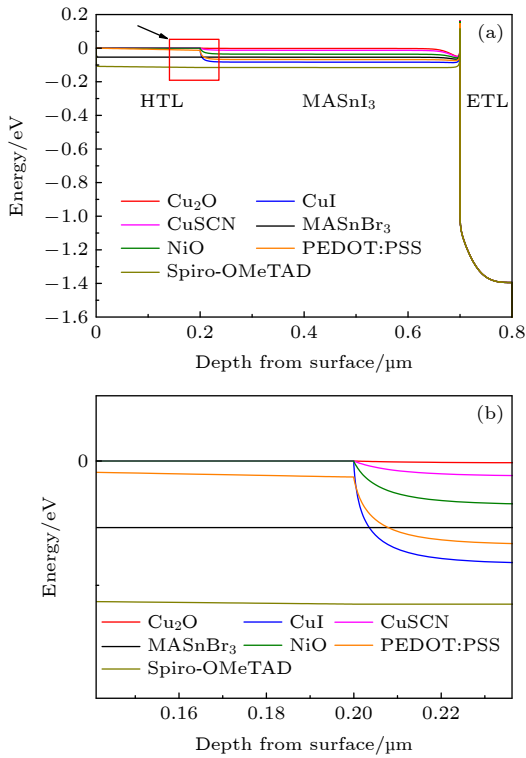 (a)
0.2
0
−0.2
−0.4
−0.6
−0.8
−1.0
−1.2
−1.4
−1.6
Energy/eV
HTL MASnI₃ ETL
Cu₂O CuI
CuSCN MASnBr₃
NiO PEDOT:PSS
Spiro-OMeTAD
0 0.2 0.4 0.6 0.8
Depth from surface/μm
(b)
0
Energy/eV
Cu₂O CuI CuSCN
MASnBr₃ NiO PEDOT:PSS
Spiro-OMeTAD
0.16 0.18 0.20 0.22
Depth from surface/μm